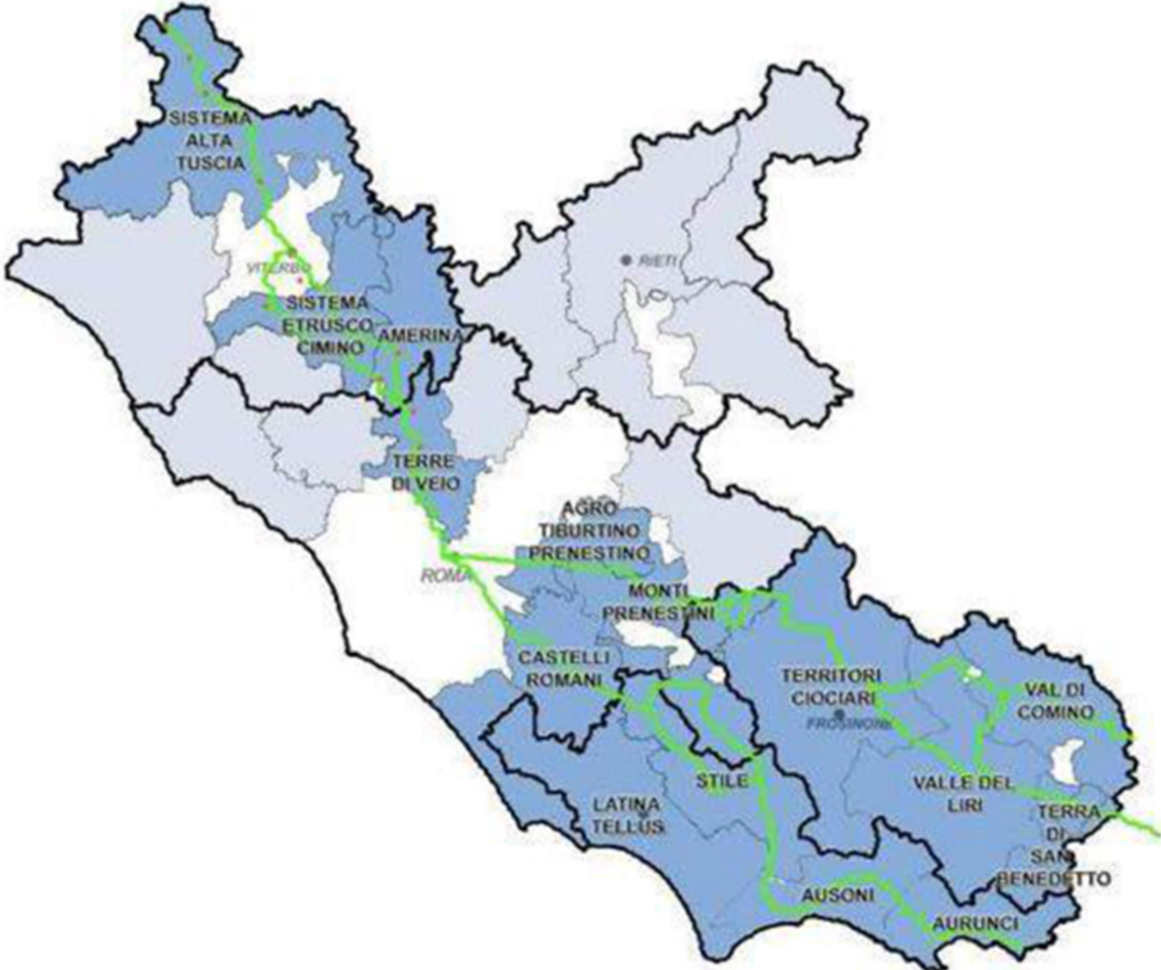 SISTEMA
ALTA
TUSCIA
RIETI
VITERBO
SISTEMA
ETRUSCO
CIMINO
AMERINA
TERRE
DI VEIO
AGRO
TIBURTINO
PRENESTINO
ROMA
MONTI
PRENESTINI
CASTELLI
ROMANI
TERRITORI
CIOCIARI
FROSINONE
VAL DI
COMINO
STILE
VALLE DEL
LIRI
LATINA
TELLUS
TERRA
DI
SAN
BENEDETTO
AUSONI
AURUNCI